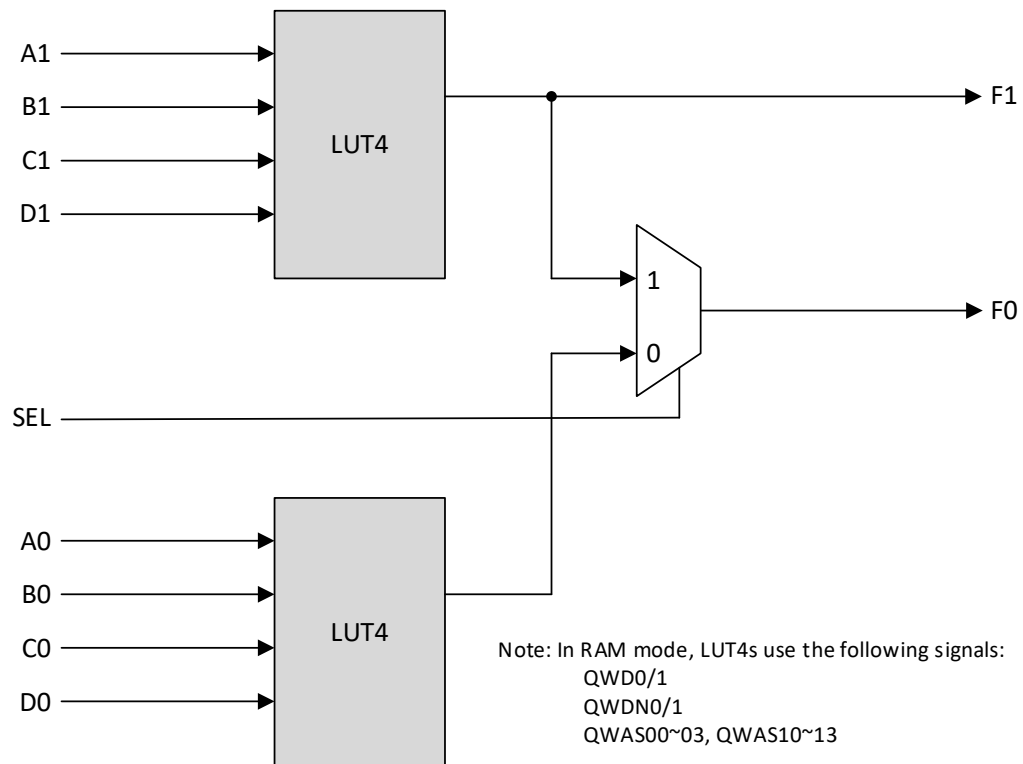 A1
B1
C1
D1
LUT4
F1
1
0
F0
SEL
A0
B0
C0
D0
LUT4
Note: In RAM mode, LUT4s use the following signals:
QWD0/1
QWDN0/1
QWAS00~03, QWAS10~13